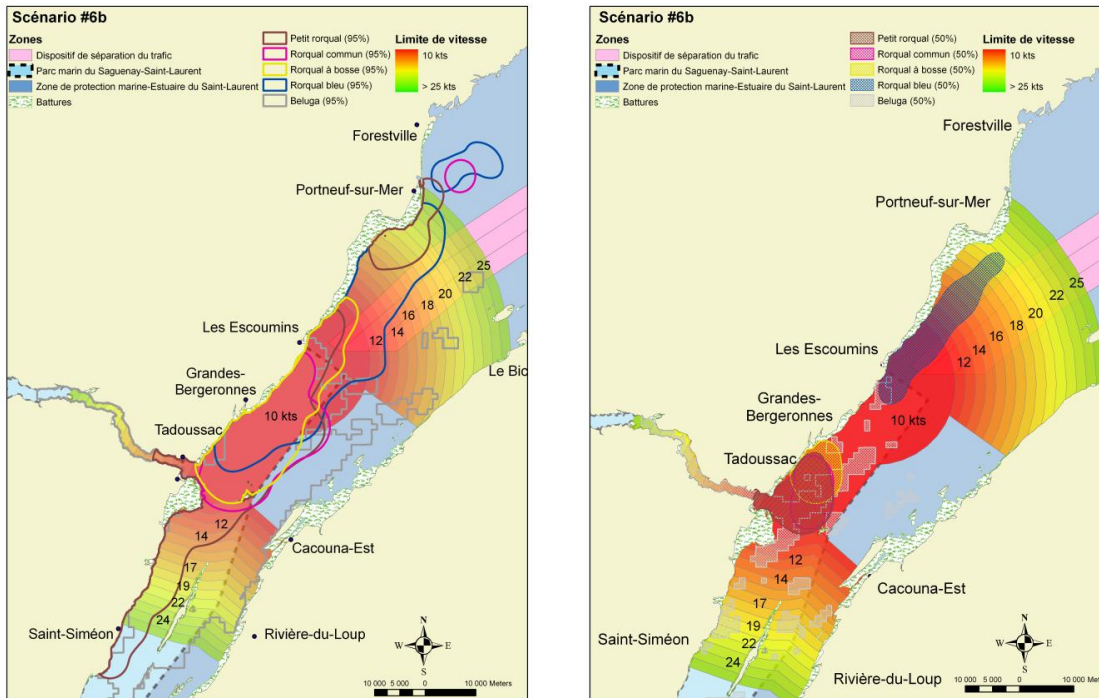 Scénario #6b
Zones
Dispositif de séparation du trafic
Parc marin du Saguenay-Saint-Laurent
Zone de protection marine-Estuaire du Saint-Laurent
Battures
Petit rorqual (95%)
Rorqual commun (95%)
Rorqual à bosse (95%)
Rorqual bleu (95%)
Beluga (95%)
Limite de vitesse
10 kts
> 25 kts
Forestville
Portneuf-sur-Mer
25
22
20
18
16
14
12
Les Escoumins
Le Bic
Grandes-
Bergeronnes
10 kts
Tadoussac
12
14
Cacouna-Est
17
19
22
24
Saint-Siméon
Rivière-du-Loup
N
W E
S
10 000 5 000 0 10 000 Meters
Scénario #6b
Zones
Dispositif de séparation du trafic
Parc marin du Saguenay-Saint-Laurent
Zone de protection marine-Estuaire du Saint-Laurent
Battures
Petit rorqual (50%)
Rorqual commun (50%)
Rorqual à bosse (50%)
Rorqual bleu (50%)
Beluga (50%)
Limite de vitesse
10 kts
> 25 kts
Forestville
Portneuf-sur-Mer
25
22
20
18
16
14
12
Les Escoumins
Grandes-
Bergeronnes
10 kts
Tadoussac
12
14
Cacouna-Est
17
19
22
24
Saint-Siméon
Rivière-du-Loup
N
W E
S
10 000 5 000 0 10 000 Meters